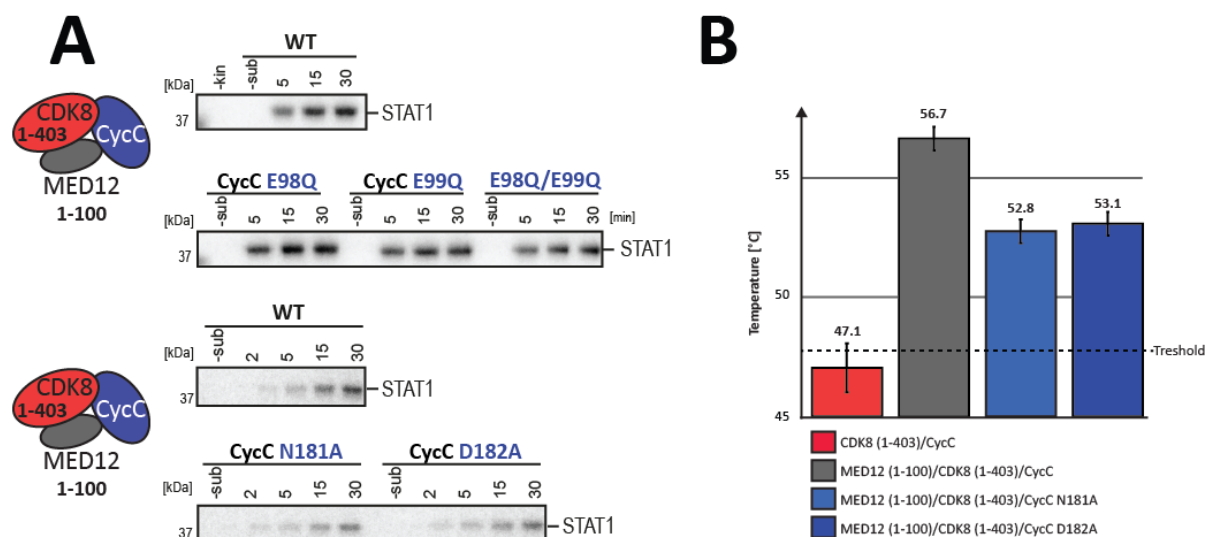 A
WT
-kin
-sub
5
15
30
[kDa]
37
STAT1
CDK8
1-403
CycC
MED12
1-100
CycC E98Q
CycC E99Q
E98Q/E99Q
-sub
5
15
30
-sub
5
15
30
-sub
5
15
30
[min]
[kDa]
37
STAT1
WT
-sub
2
5
15
30
[kDa]
37
STAT1
CDK8
1-403
CycC
MED12
1-100
CycC N181A
CycC D182A
-sub
2
5
15
30
-sub
2
5
15
30
[kDa]
37
STAT1
B
Temperature [°C]
55
50
45
47.1
56.7
52.8
53.1
Treshold
CDK8 (1-403)/CycC
MED12 (1-100)/CDK8 (1-403)/CycC
MED12 (1-100)/CDK8 (1-403)/CycC N181A
MED12 (1-100)/CDK8 (1-403)/CycC D182A